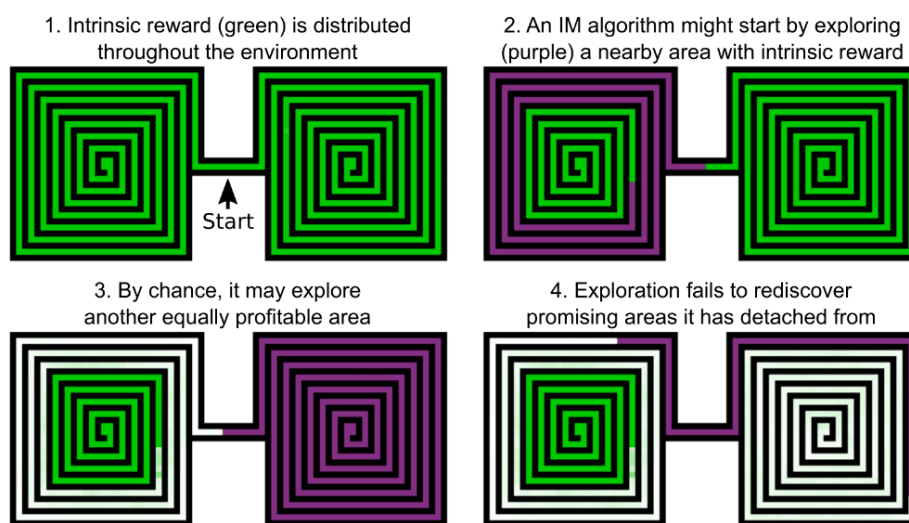 1. Intrinsic reward (green) is distributed
throughout the environment
2. An IM algorithm might start by exploring
(purple) a nearby area with intrinsic reward
Start
3. By chance, it may explore
another equally profitable area
4. Exploration fails to rediscover
promising areas it has detached from